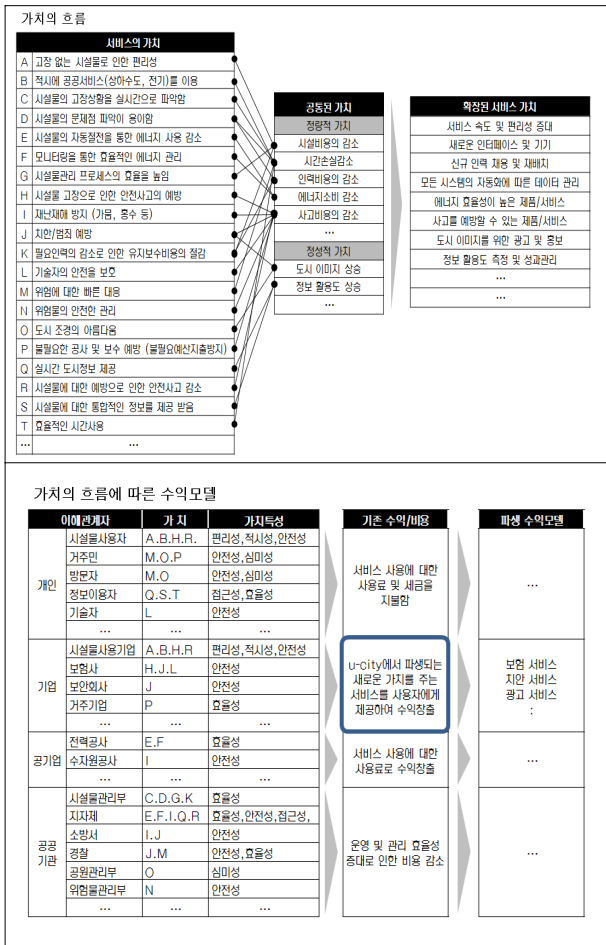 가치의 흐름
서비스의 가치
A 고장 없는 시설물로 인한 편리성
B 적시에 공공서비스(상하수도, 전기)를 이용
C 시설물의 고장상황을 실시간으로 파악함
D 시설물의 문제점 파악이 용이함
E 시설물의 자동절전을 통한 에너지 사용 감소
F 모니터링을 통한 효율적인 에너지 관리
G 시설물관리 프로세스의 효율을 높임
H 시설물 고장으로 인한 안전사고의 예방
I 재난재해 방지 (가뭄, 홍수 등)
J 치안/범죄 예방
K 필요인력의 감소로 인한 유지보수비용의 절감
L 기술자의 안전을 보호
M 위험에 대한 빠른 대응
N 위험물의 안전한 관리
O 도시 조경의 아름다움
P 불필요한 공사 및 보수 예방 (불필요예산지출방지)
Q 실시간 도시정보 제공
R 시설물에 대한 예방으로 인한 안전사고 감소
S 시설물에 대한 통합적인 정보를 제공 받음
T 효율적인 시간사용
... ...
공통된 가치
정량적 가치
시설비용의 감소
시간손실감소
인력비용의 감소
에너지소비 감소
사고비용의 감소
...
정성적 가치
도시 이미지 상승
정보 활용도 상승
...
확장된 서비스 가치
서비스 속도 및 편리성 증대
새로운 인터페이스 및 기기
신규 인력 채용 및 재배치
모든 시스템의 자동화에 따른 데이터 관리
에너지 효율성이 높은 제품/서비스
사고를 예방할 수 있는 제품/서비스
도시 이미지를 위한 광고 및 홍보
정보 활용도 측정 및 성과관리
...
...
가치의 흐름에 따른 수익모델
이해관계자 가 치 가치특성
개인
시설물사용자 A.B.H.R. 편리성,적시성,안전성
거주민 M.O.P 안전성,심미성
방문자 M.O 안전성,심미성
정보이용자 Q.S.T 접근성,효율성
기술자 L 안전성
... ... ...
기업
시설물사용기업 A.B.H.R 편리성,적시성,안전성
보험사 H.J.L 안전성
보안회사 J 안전성
거주기업 P 효율성
... ... ...
공기업
전력공사 E.F 효율성
수자원공사 I 안전성
... ... ...
공공
기관
시설물관리부 C.D.G.K 효율성
지자체 E.F.I.Q.R 효율성,안전성,접근성,
소방서 I.J 안전성
경찰 J.M 안전성,효율성
공원관리부 O 심미성
위험물관리부 N 안전성
... ... ...
기존 수익/비용
서비스 사용에 대한
사용료 및 세금을
지불함
u-city에서 파생되는
새로운 가치를 주는
서비스를 사용자에게
제공하여 수익창출
서비스 사용에 대한
사용료로 수익창출
운영 및 관리 효율성
증대로 인한 비용 감소
파생 수익모델
...
보험 서비스
치안 서비스
광고 서비스
:
...
...